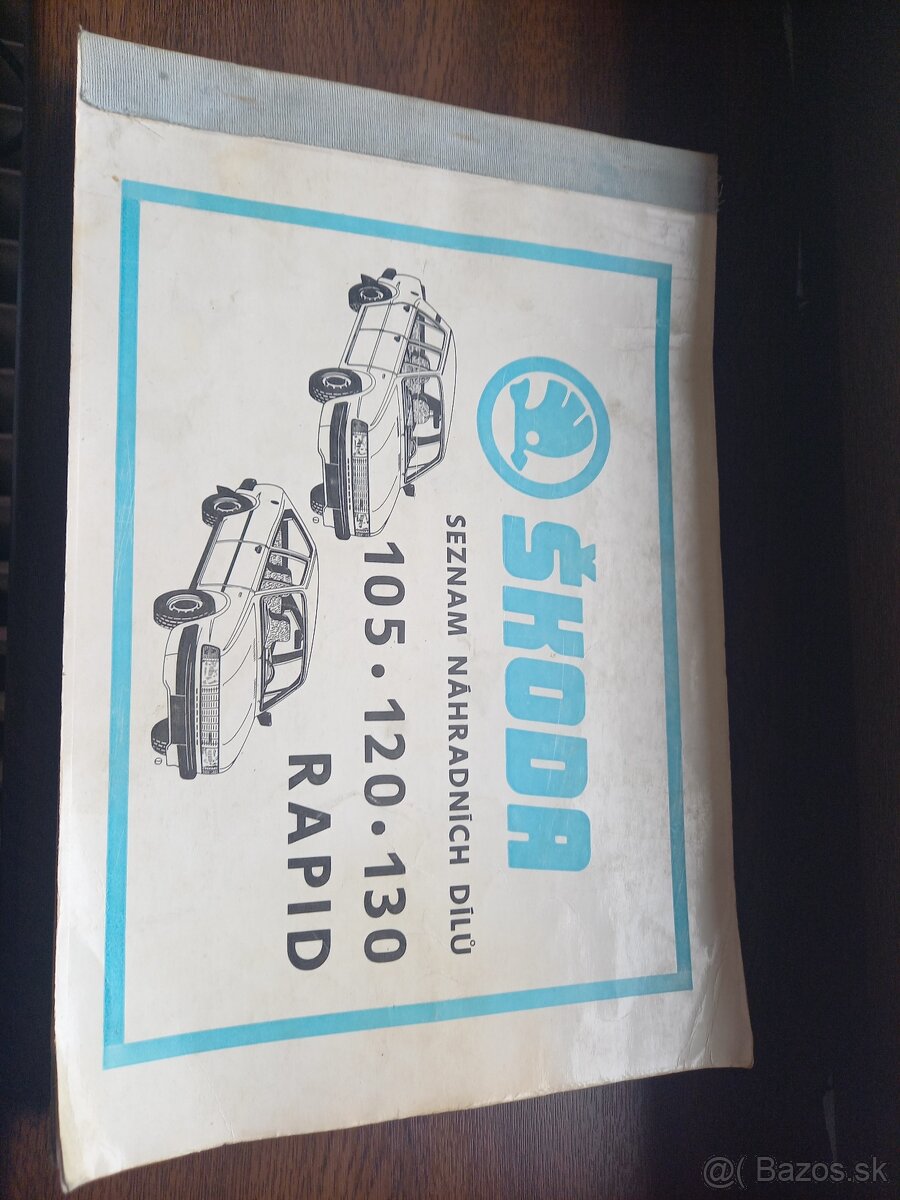 ŠKODA
SEZNAM NÁHRADNÍCH DÍLŮ
105·120·130
RAPID
@( Bazos.sk